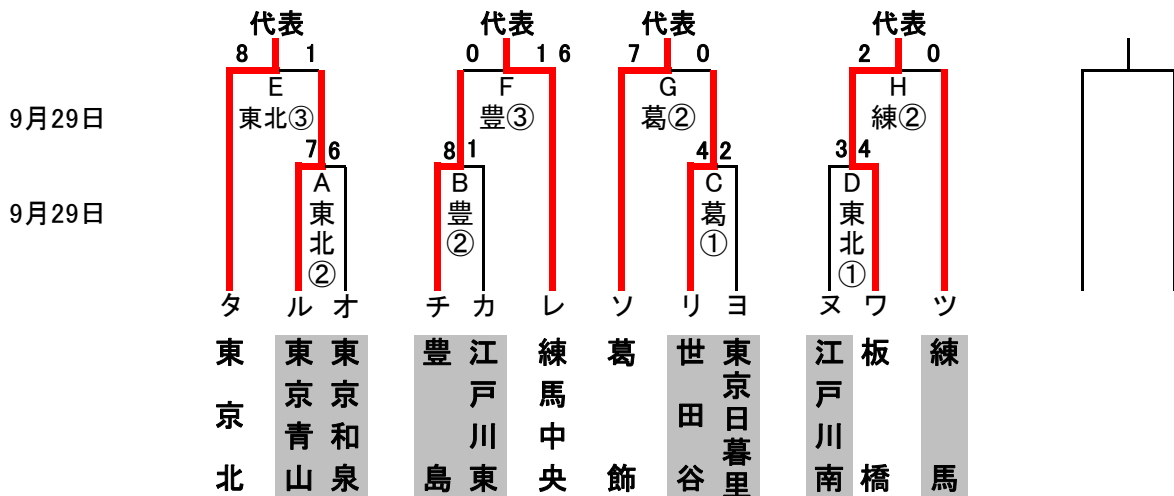 代表 代表 代表 代表
8 1 0 1 6 7 0 2 0
E F G H
9月29日 東北③ 豊③ 葛② 練②
7 6 8 1 4 2 3 4
A B C D
9月29日 東北② 豊② 葛① 東北①
タ ル オ チ カ レ ソ リ ヨ ヌ ワ ツ
東京北 東京青山 東京和泉 豊島 江戸川東 練馬中央 葛飾 世田谷 東京日暮里 江戸川南 板橋 練馬